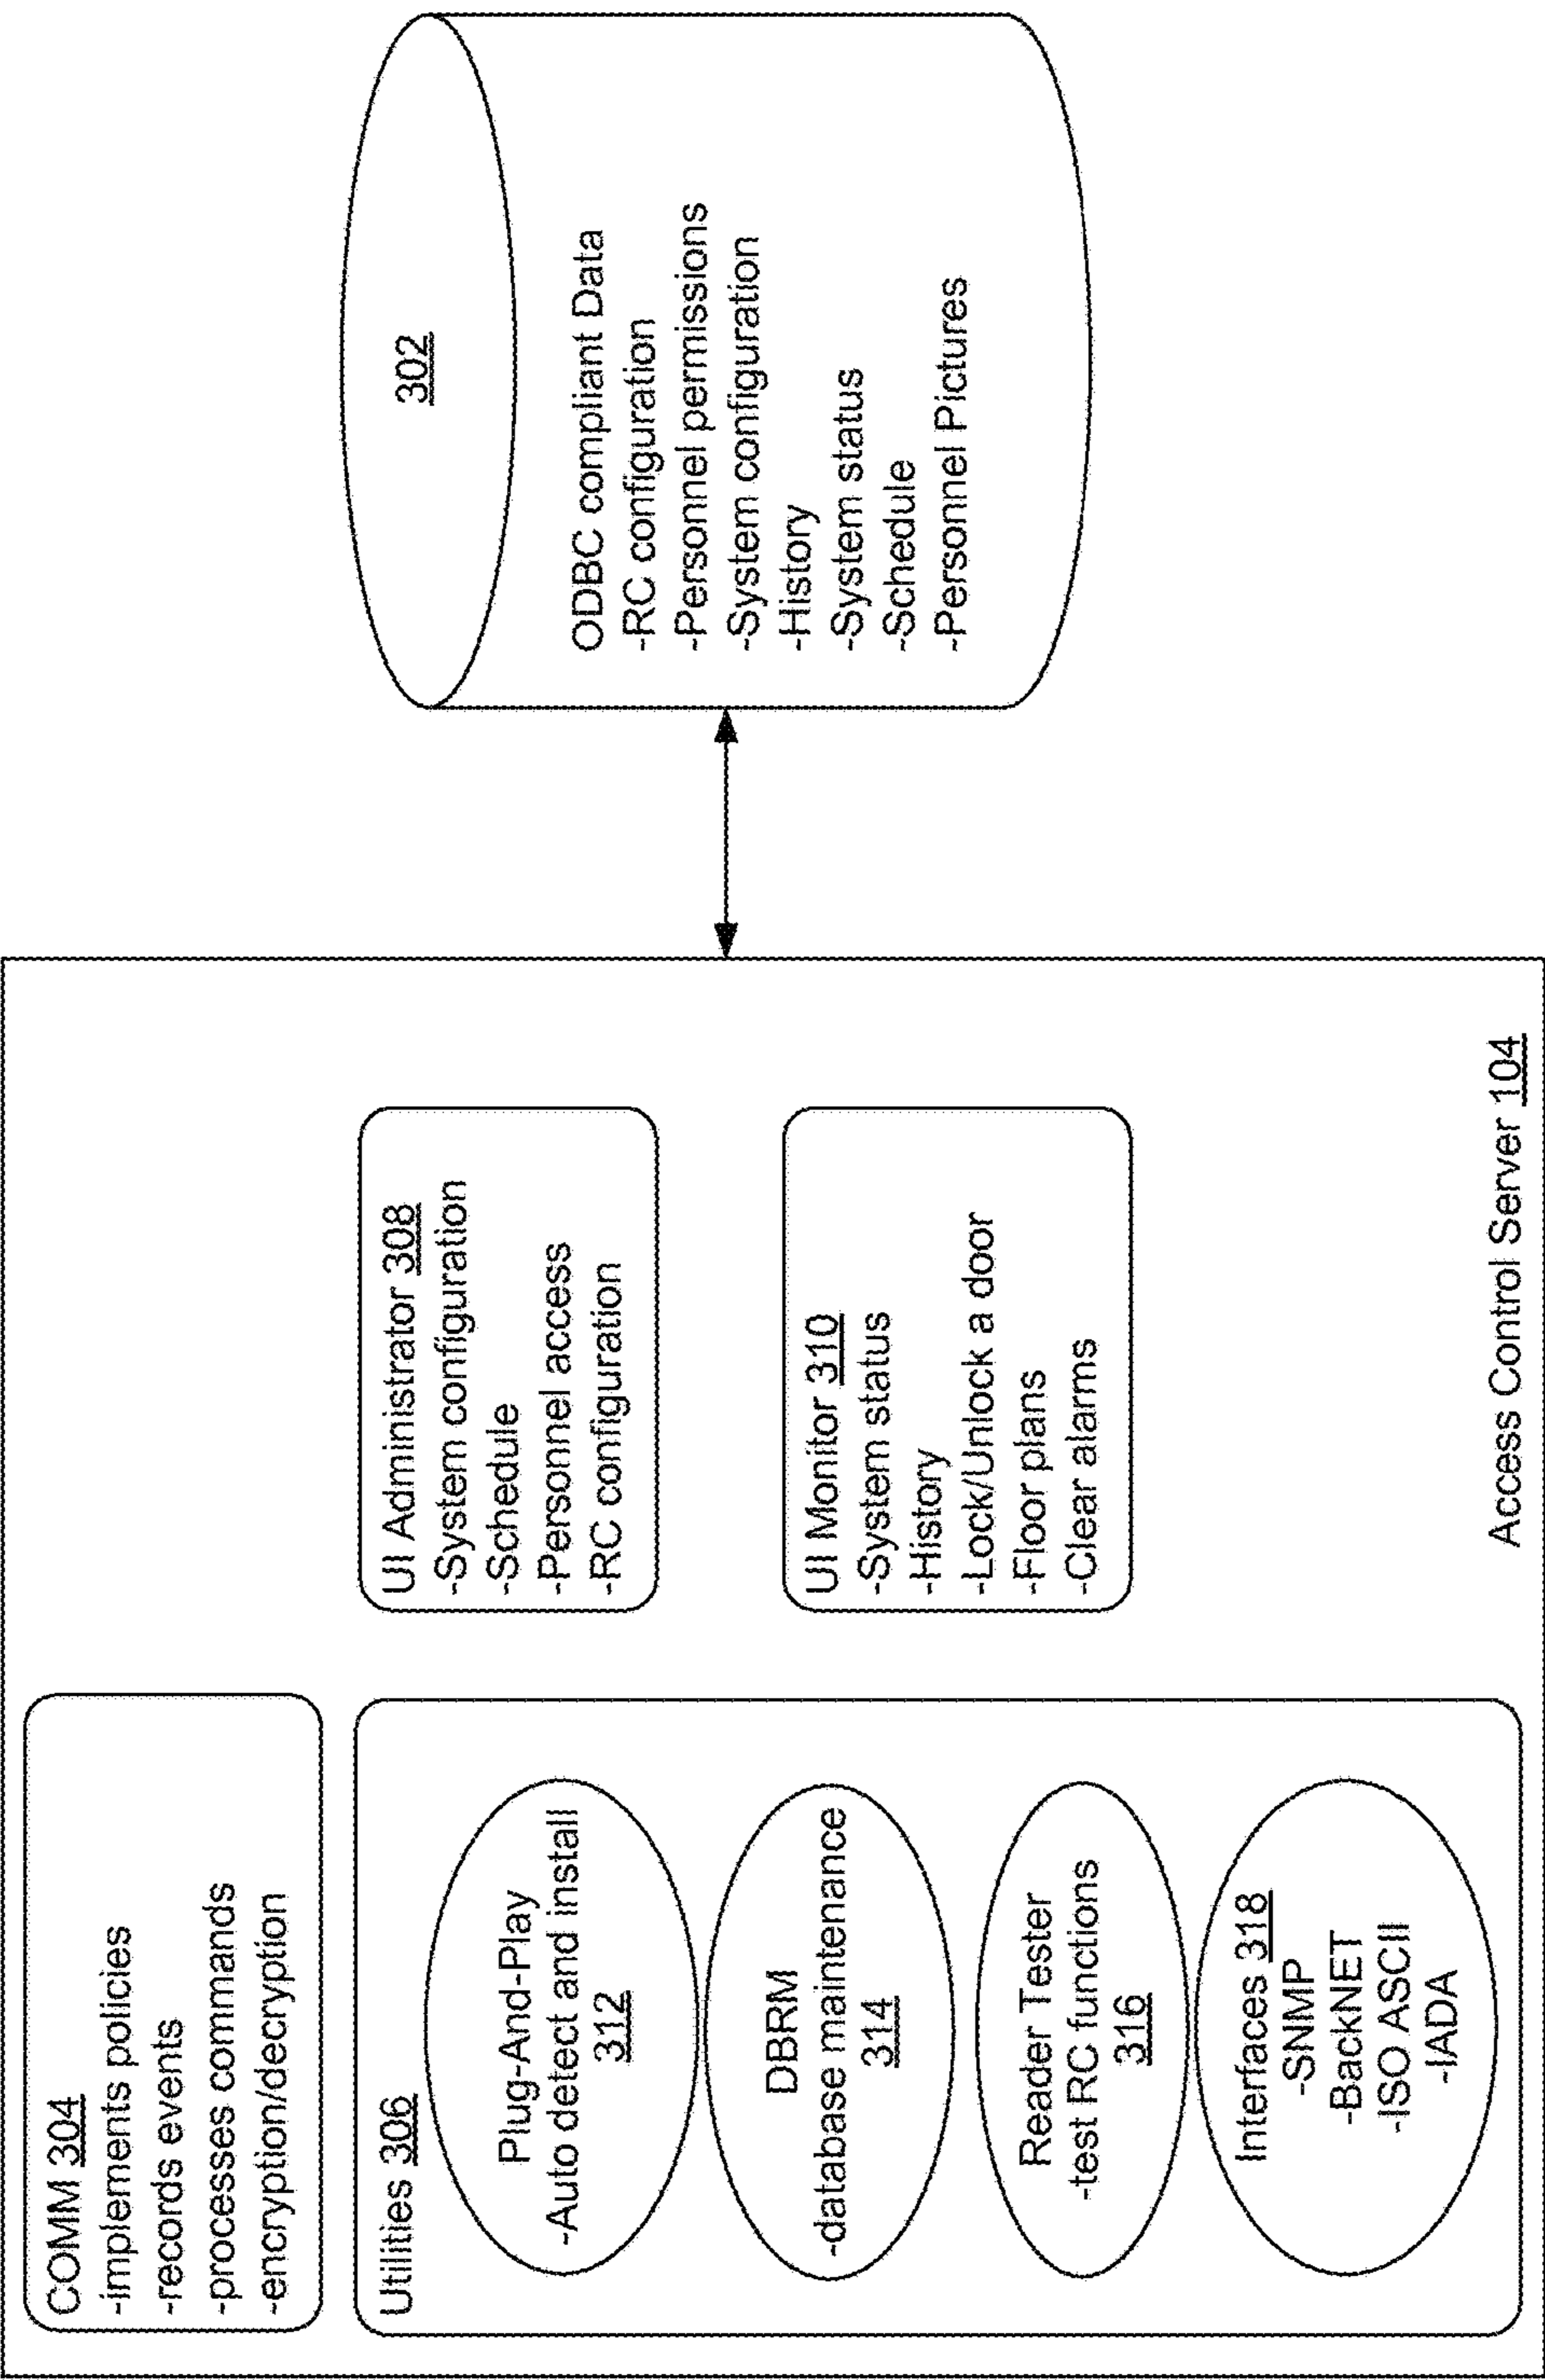 COMM 304
-implements policies
-records events
-processes commands
-encryption/decryption
Utilities 306
Plug-And-Play
-Auto detect and install
312
DBRM
-database maintenance
314
Reader Tester
-test RC functions
316
Interfaces 318
-SNMP
-BackNET
-ISO ASCIII
-IADA
UI Administrator 308
-System configuration
-Schedule
-Personnel access
-RC configuration
UI Monitor 310
-System status
-History
-Lock/Unlock a door
-Floor plans
-Clear alarms
Access Control Server 104
302
ODBC compliant Data
-RC configuration
-Personnel permissions
-System configuration
-History
-System status
-Schedule
-Personnel Pictures